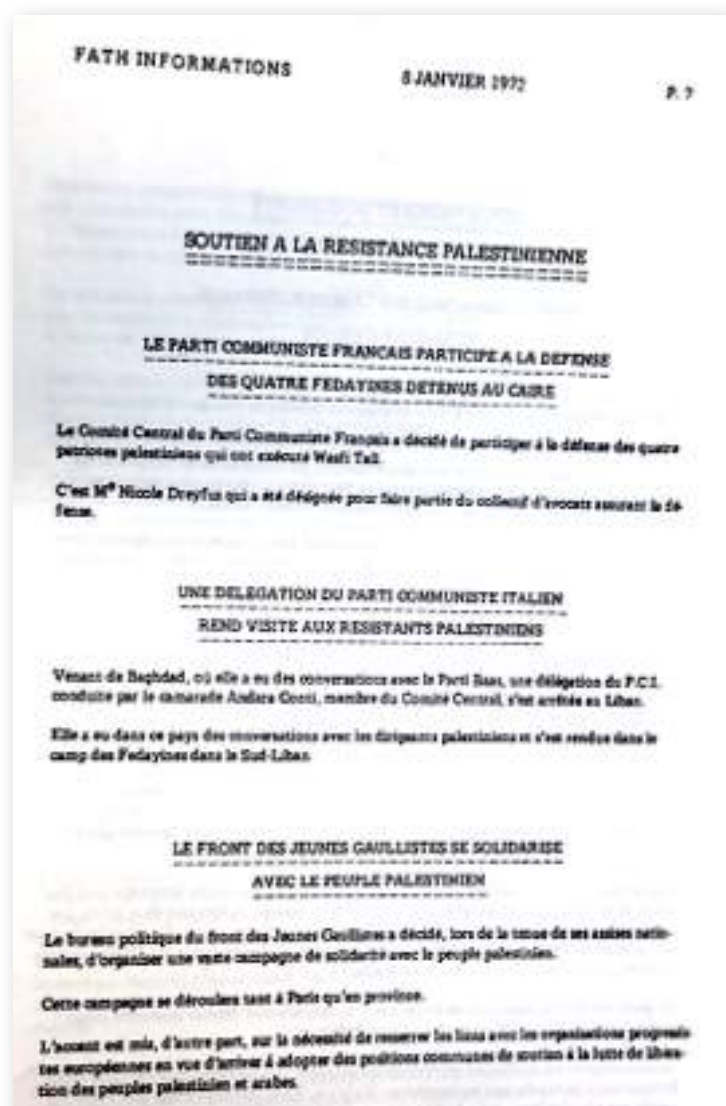 FATH INFORMATIONS
8 JANVIER 1972
P. 7
SOUTIEN A LA RESISTANCE PALESTINIENNE
LE PARTI COMMUNISTE FRANCAIS PARTICIPE A LA DEFENSE
DES QUATRE FEDAYINES DETENUS AU CAIRE
Le Comité Central du Parti Communiste Français a décidé de participer à la défense des quatre
patriotes palestiniens qui ont exécuté Wasfi Tall.
C'est Me Nicole Dreyfus qui a été désignée pour faire partie du collectif d'avocats assurant la dé-
fense.
UNE DELEGATION DU PARTI COMMUNISTE ITALIEN
REND VISITE AUX RESISTANTS PALESTINIENS
Venant de Baghdad, où elle a eu des conversations avec le Parti Baas, une délégation du P.C.I.
conduite par le camarade Andara Conti, membre du Comité Central, s'est arrêtée au Liban.
Elle a eu dans ce pays des conversations avec les dirigeants palestiniens et s'est rendue dans le
camp des Fedayines dans le Sud-Liban
LE FRONT DES JEUNES GAULLISTES SE SOLIDARISE
AVEC LE PEUPLE PALESTINIEN
Le bureau politique du front des Jeunes Gaullistes a décidé, lors de la tenue de ses assises natio-
nales, d'organiser une vaste campagne de solidarité avec le peuple palestinien.
Cette campagne se déroulera tant à Paris qu'en province.
L'accent est mis, d'autre part, sur la nécessité de resserrer les liens avec les organisations progressis-
tes européennes en vue d'arriver à adopter des positions communes de soutien à la lutte de libéra-
tion des peuples palestinien et arabes.